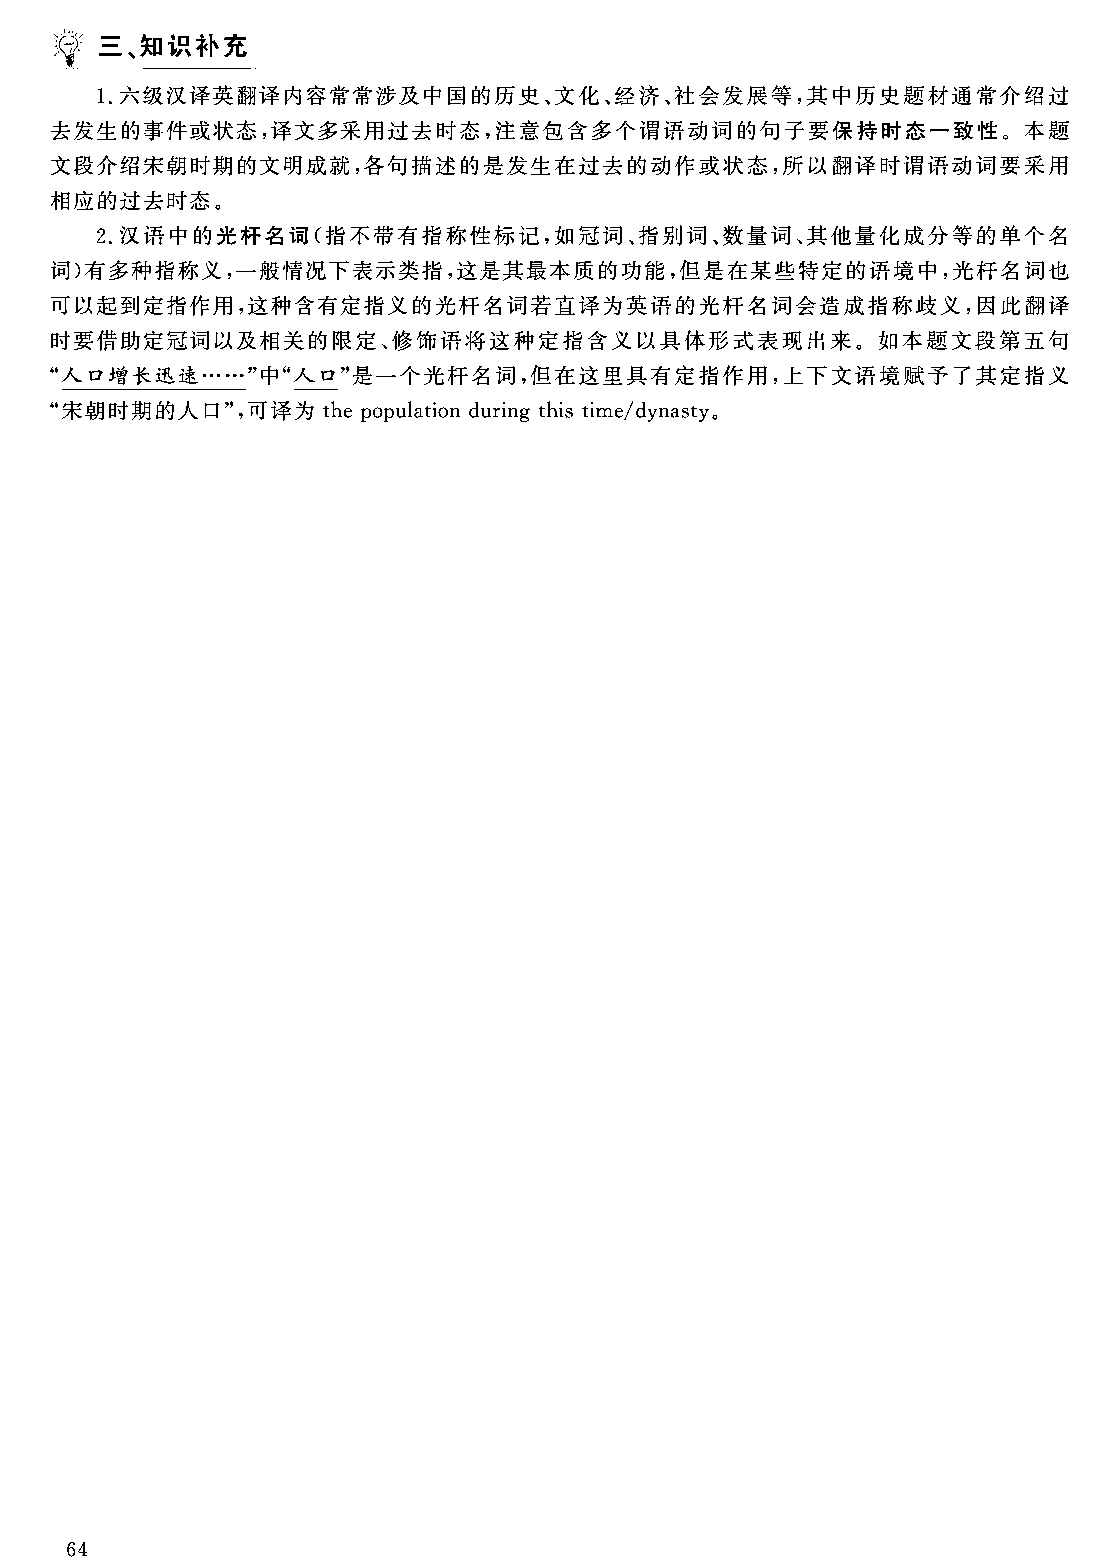 三、知识补充
1. 六级汉译英翻译内容常常涉及中国的历史、文化、经济、社会发展等,其中历史题材通常介绍过
去发生的事件或状态,译文多采用过去时态,注意包含多个谓语动词的句子要保持时态一致性。本题
文段介绍宋朝时期的文明成就,各句描述的是发生在过去的动作或状态,所以翻译时谓语动词要采用
相应的过去时态。
2. 汉语中的光杆名词(指不带有指称性标记,如冠词、指别词、数量词、其他量化成分等的单个名
词)有多种指称义,一般情况下表示类指,这是其最本质的功能,但是在某些特定的语境中,光杆名词也
可以起到定指作用,这种含有定指义的光杆名词若直译为英语的光杆名词会造成指称歧义,因此翻译
时要借助定冠词以及相关的限定、修饰语将这种定指含义以具体形式表现出来。如本题文段第五句
“人口增长迅速……”中“人口”是一个光杆名词,但在这里具有定指作用,上下文语境赋予了其定指义
“宋朝时期的人口”,可译为 the population during this time/dynasty。
64